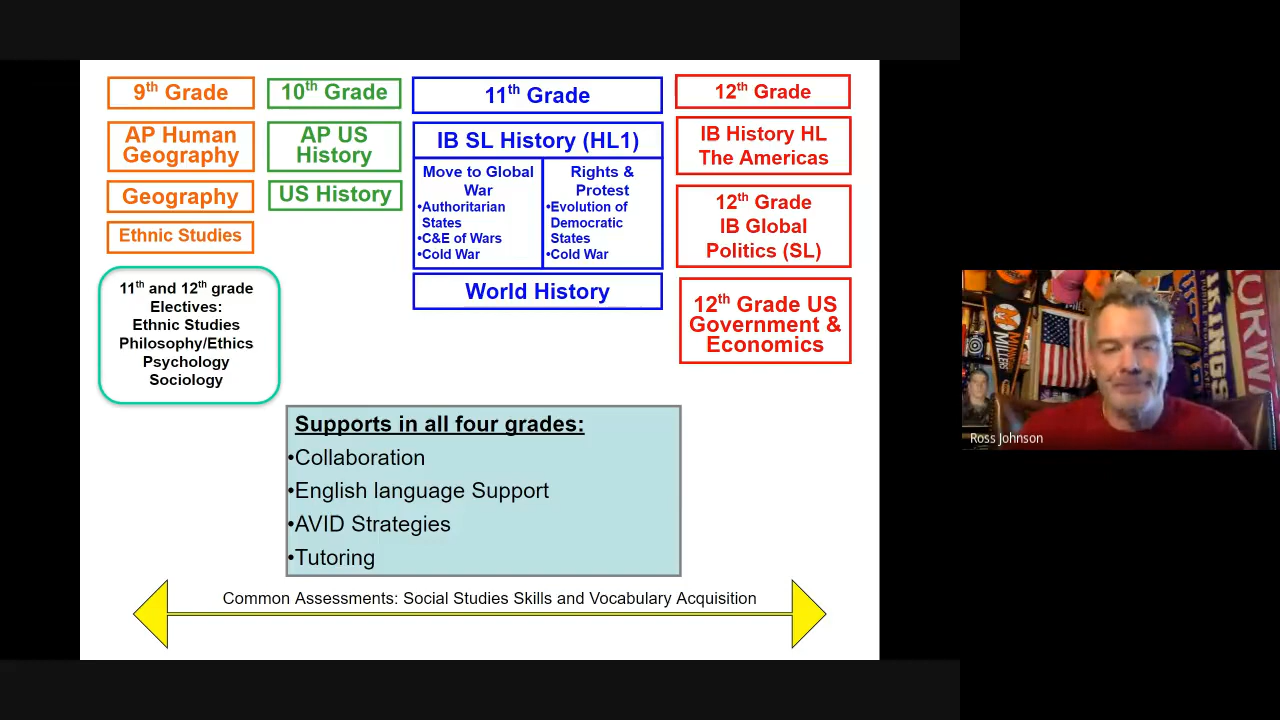 9th Grade
AP Human
Geography
Geography
Ethnic Studies
11th and 12th grade
Electives:
Ethnic Studies
Philosophy/Ethics
Psychology
Sociology
10th Grade
AP US
History
US History
11th Grade
IB SL History (HL1)
Move to Global
War
•Authoritarian
States
•C&E of Wars
•Cold War
Rights &
Protest
•Evolution of
Democratic
States
•Cold War
World History
12th Grade
IB History HL
The Americas
12th Grade
IB Global
Politics (SL)
12th Grade US
Government &
Economics
Supports in all four grades:
•Collaboration
•English language Support
•AVID Strategies
•Tutoring
Common Assessments: Social Studies Skills and Vocabulary Acquisition
Ross Johnson
MILLERS